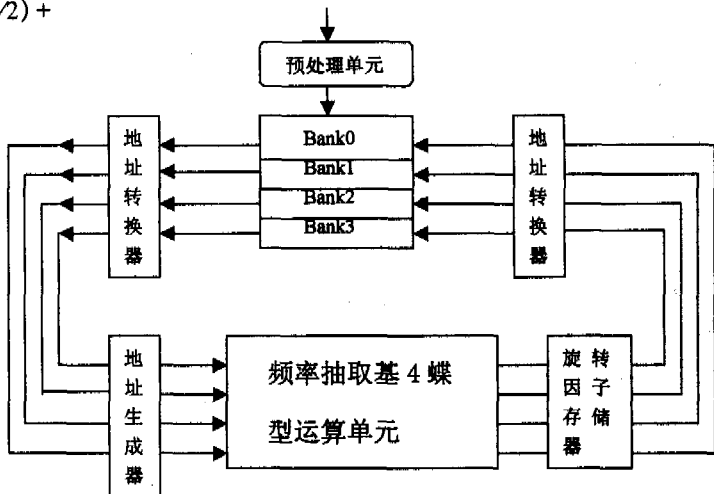 /2) +
预处理单元
Bank0
Bank1
Bank2
Bank3
地址转换器
地址转换器
地址生成器
频率抽取基 4 蝶
型运算单元
旋转
因子
存储
器